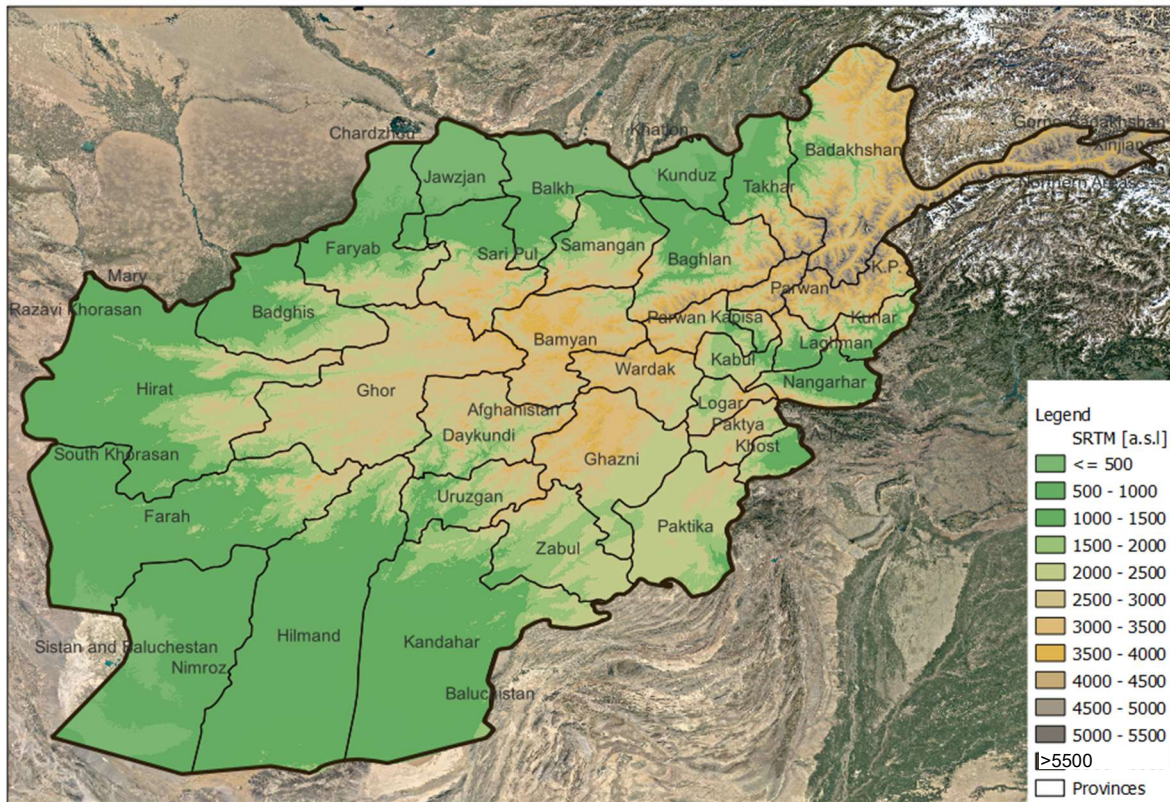 Chardzhou
Khatlon
Gorno-Badakhshan
Xinjiang
Northern Areas
Badakhshan
Jawzjan
Balkh
Kunduz
Takhar
Faryab
Sari Pul
Samangan
Baghlan
K.P.
Mary
Razavi Khorasan
Badghis
Parwan
Parwan Kapisa
Kunar
Bamyan
Laghman
Kabul
Wardak
Nangarhar
Hirat
Ghor
Logar
Afghanistan
Paktya
Daykundi
Khost
South Khorasan
Ghazni
Uruzgan
Farah
Paktika
Zabul
Hilmand
Kandahar
Sistan and Baluchestan
Nimroz
Baluchistan
Legend
SRTM [a.s.l]
<= 500
500 - 1000
1000 - 1500
1500 - 2000
2000 - 2500
2500 - 3000
3000 - 3500
3500 - 4000
4000 - 4500
4500 - 5000
5000 - 5500
>5500
Provinces